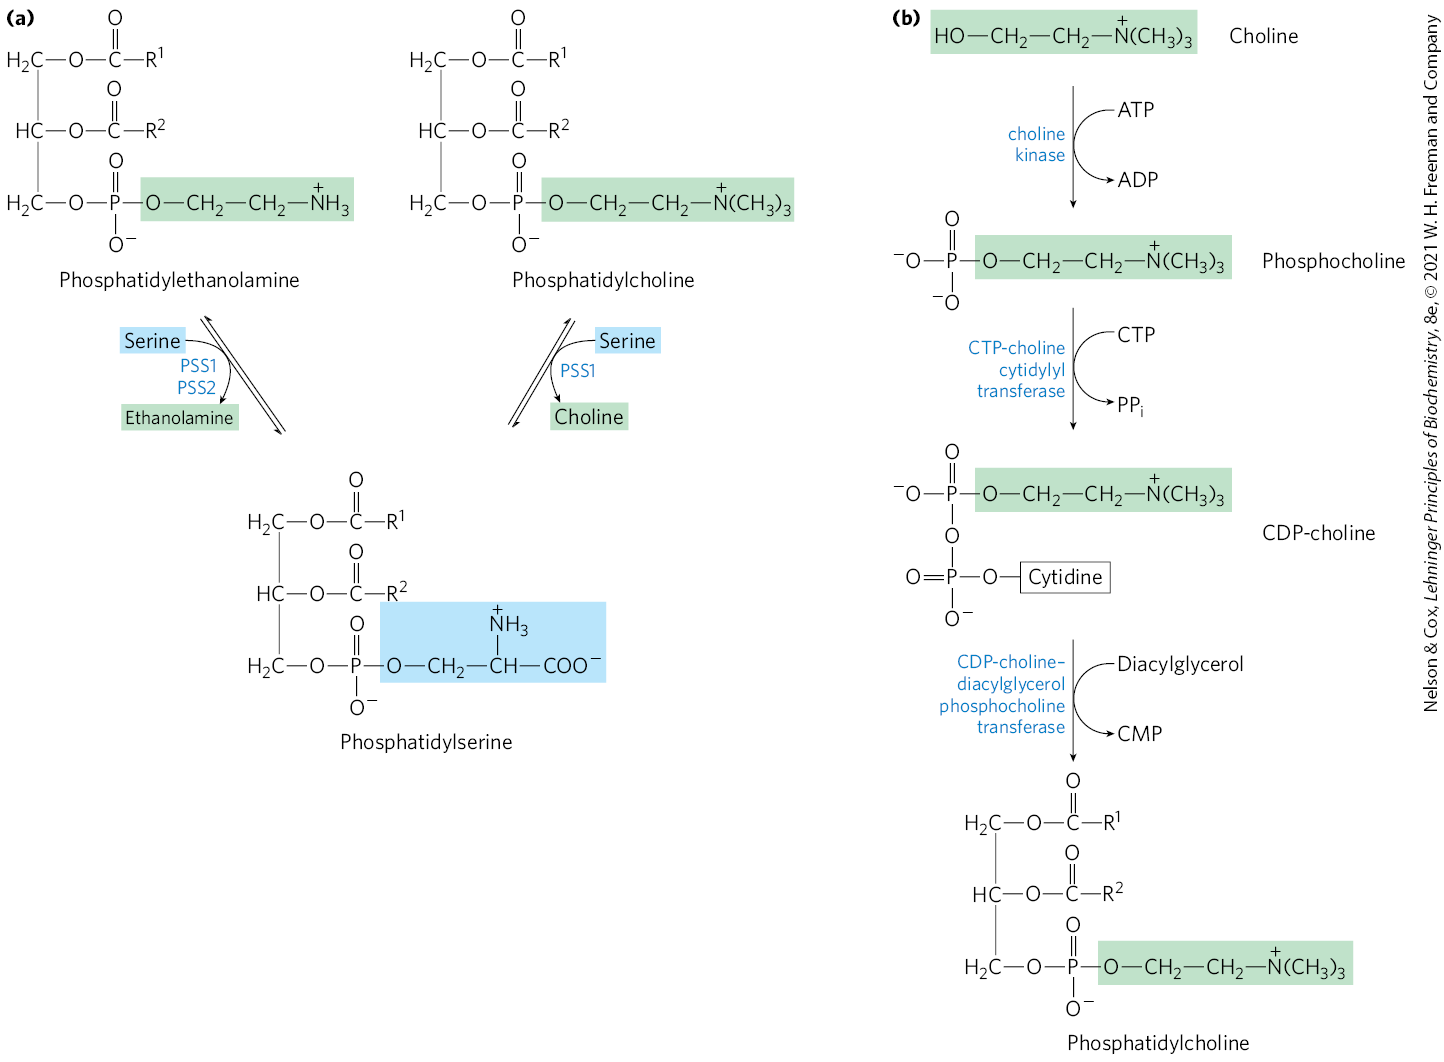 (a)
O
H₂C—O—C—R¹
O
HC—O—C—R²
O
H₂C—O—P—O—CH₂—CH₂—N⁺H₃
O⁻
Phosphatidylethanolamine
O
H₂C—O—C—R¹
O
HC—O—C—R²
O
H₂C—O—P—O—CH₂—CH₂—N⁺(CH₃)₃
O⁻
Phosphatidylcholine
Serine
PSS1
PSS2
Ethanolamine
Serine
PSS1
Choline
O
H₂C—O—C—R¹
O
HC—O—C—R²
O
N⁺H₃
H₂C—O—P—O—CH₂—CH—COO⁻
O⁻
Phosphatidylserine
(b)
HO—CH₂—CH₂—N⁺(CH₃)₃
Choline
choline
kinase
ATP
ADP
O
⁻O—P—O—CH₂—CH₂—N⁺(CH₃)₃
⁻O
Phosphocholine
CTP-choline
cytidylyl
transferase
CTP
PPᵢ
O
⁻O—P—O—CH₂—CH₂—N⁺(CH₃)₃
O
O=P—O—Cytidine
O⁻
CDP-choline
CDP-choline–
diacylglycerol
phosphocholine
transferase
Diacylglycerol
CMP
O
H₂C—O—C—R¹
O
HC—O—C—R²
O
H₂C—O—P—O—CH₂—CH₂—N⁺(CH₃)₃
O⁻
Phosphatidylcholine
Nelson & Cox, Lehninger Principles of Biochemistry, 8e, © 2021 W. H. Freeman and Company